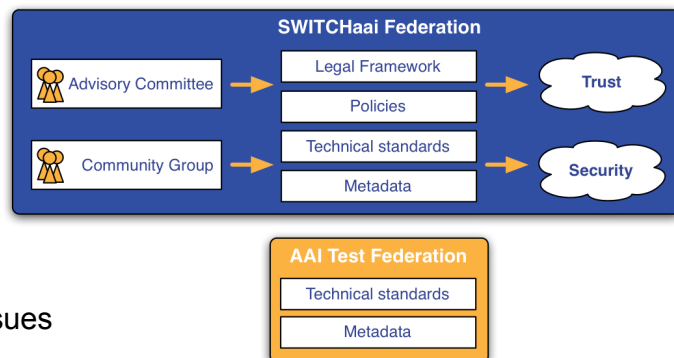 SWITCHaai Federation
Advisory Committee
Community Group
Legal Framework
Policies
Technical standards
Metadata
Trust
Security
AAI Test Federation
Technical standards
Metadata
sues